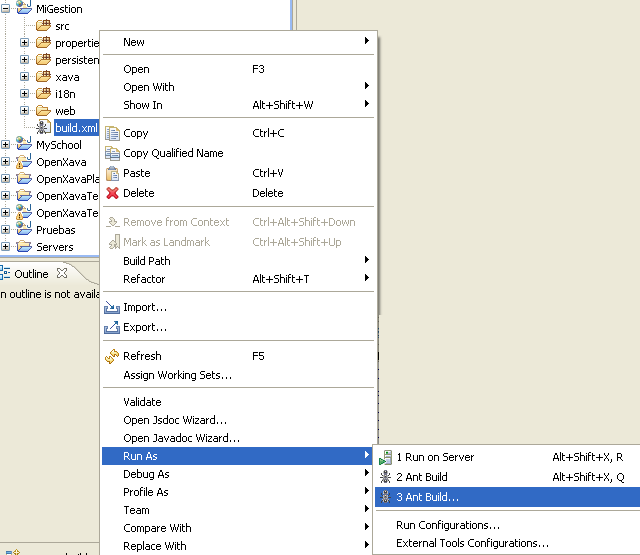 MiGestion
src
propertie
persisten
xava
i18n
web
build.xml
MySchool
OpenXava
OpenXavaPla
OpenXavaTe
OpenXavaTe
Pruebas
Servers
Outline
n outline is not availa
New
Open F3
Open With
Show In Alt+Shift+W
Copy Ctrl+C
Copy Qualified Name
Paste Ctrl+V
Delete Delete
Remove from Context Ctrl+Alt+Shift+Down
Mark as Landmark Ctrl+Alt+Shift+Up
Build Path
Refactor Alt+Shift+T
Import...
Export...
Refresh F5
Assign Working Sets...
Validate
Open Jsdoc Wizard...
Open Javadoc Wizard...
Run As
Debug As
Profile As
Team
Compare With
Replace With
1 Run on Server Alt+Shift+X, R
2 Ant Build Alt+Shift+X, Q
3 Ant Build...
Run Configurations...
External Tools Configurations...